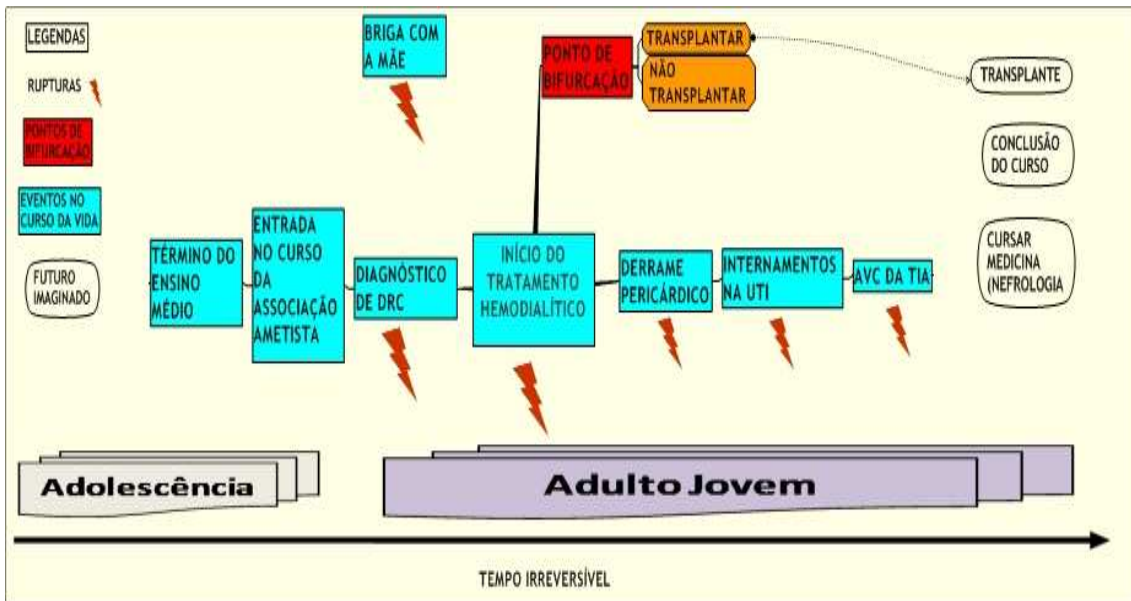 LEGENDAS
RUPTURAS
PONTOS DE
BIFURCAÇÃO
EVENTOS NO
CURSO DA VIDA
FUTURO
IMAGINADO
BRIGA COM
A MÃE
PONTO DE
BIFURCAÇÃO
TRANSPLANTAR
NÃO
TRANSPLANTAR
TRANSPLANTE
CONCLUSÃO
DO CURSO
CURSAR
MEDICINA
(NEFROLOGIA
TÉRMINO DO
ENSINO
MÉDIO
ENTRADA
NO CURSO
DA
ASSOCIAÇÃO
AMETISTA
DIAGNÓSTICO
DE DRC
INÍCIO DO
TRATAMENTO
HEMODIALÍTICO
DERRAME
PERICÁRDICO
INTERNAMENTOS
NA UTI
AVC DA TIA
Adolescência
Adulto Jovem
TEMPO IRREVERSÍVEL